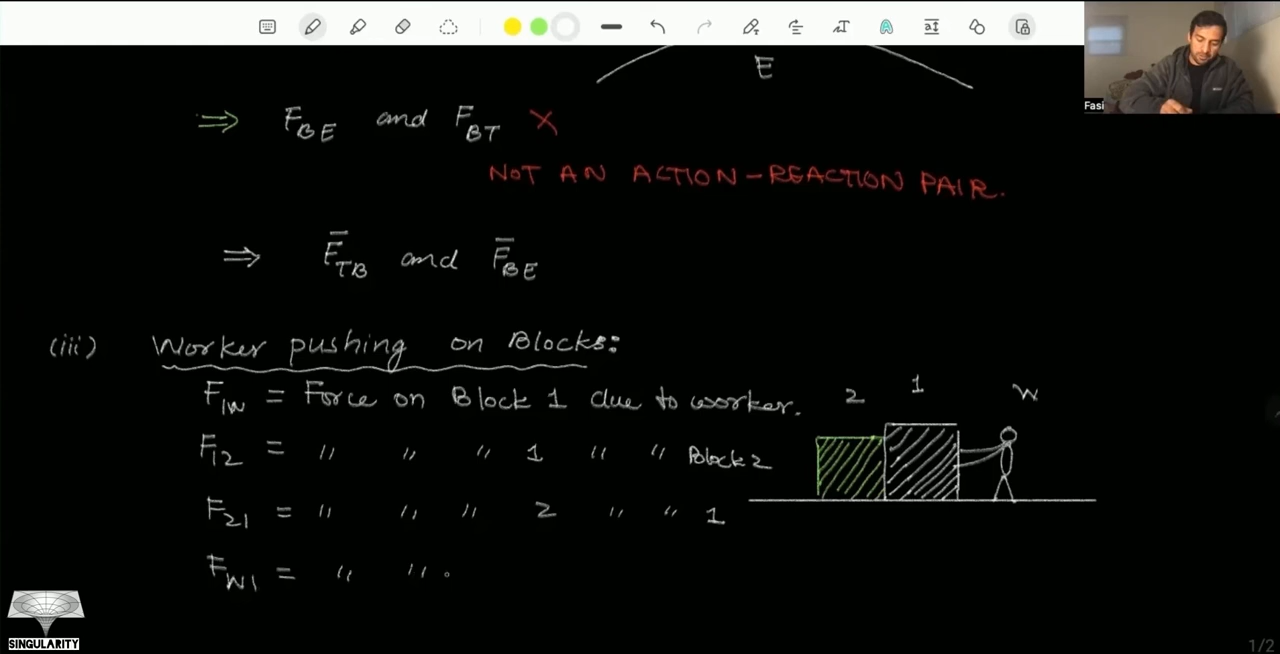 E
Fasi
⇒ F_BE and F_BT ✗
NOT AN ACTION-REACTION PAIR.
⇒ F̄_TB and F̄_BE
(iii) Worker pushing on Blocks:
F_1W = Force on Block 1 due to worker.
F_12 = " " " 1 " " Block 2
F_21 = " " " 2 " " 1
F_W1 = " " .
2 1 W
SINGULARITY
1/2